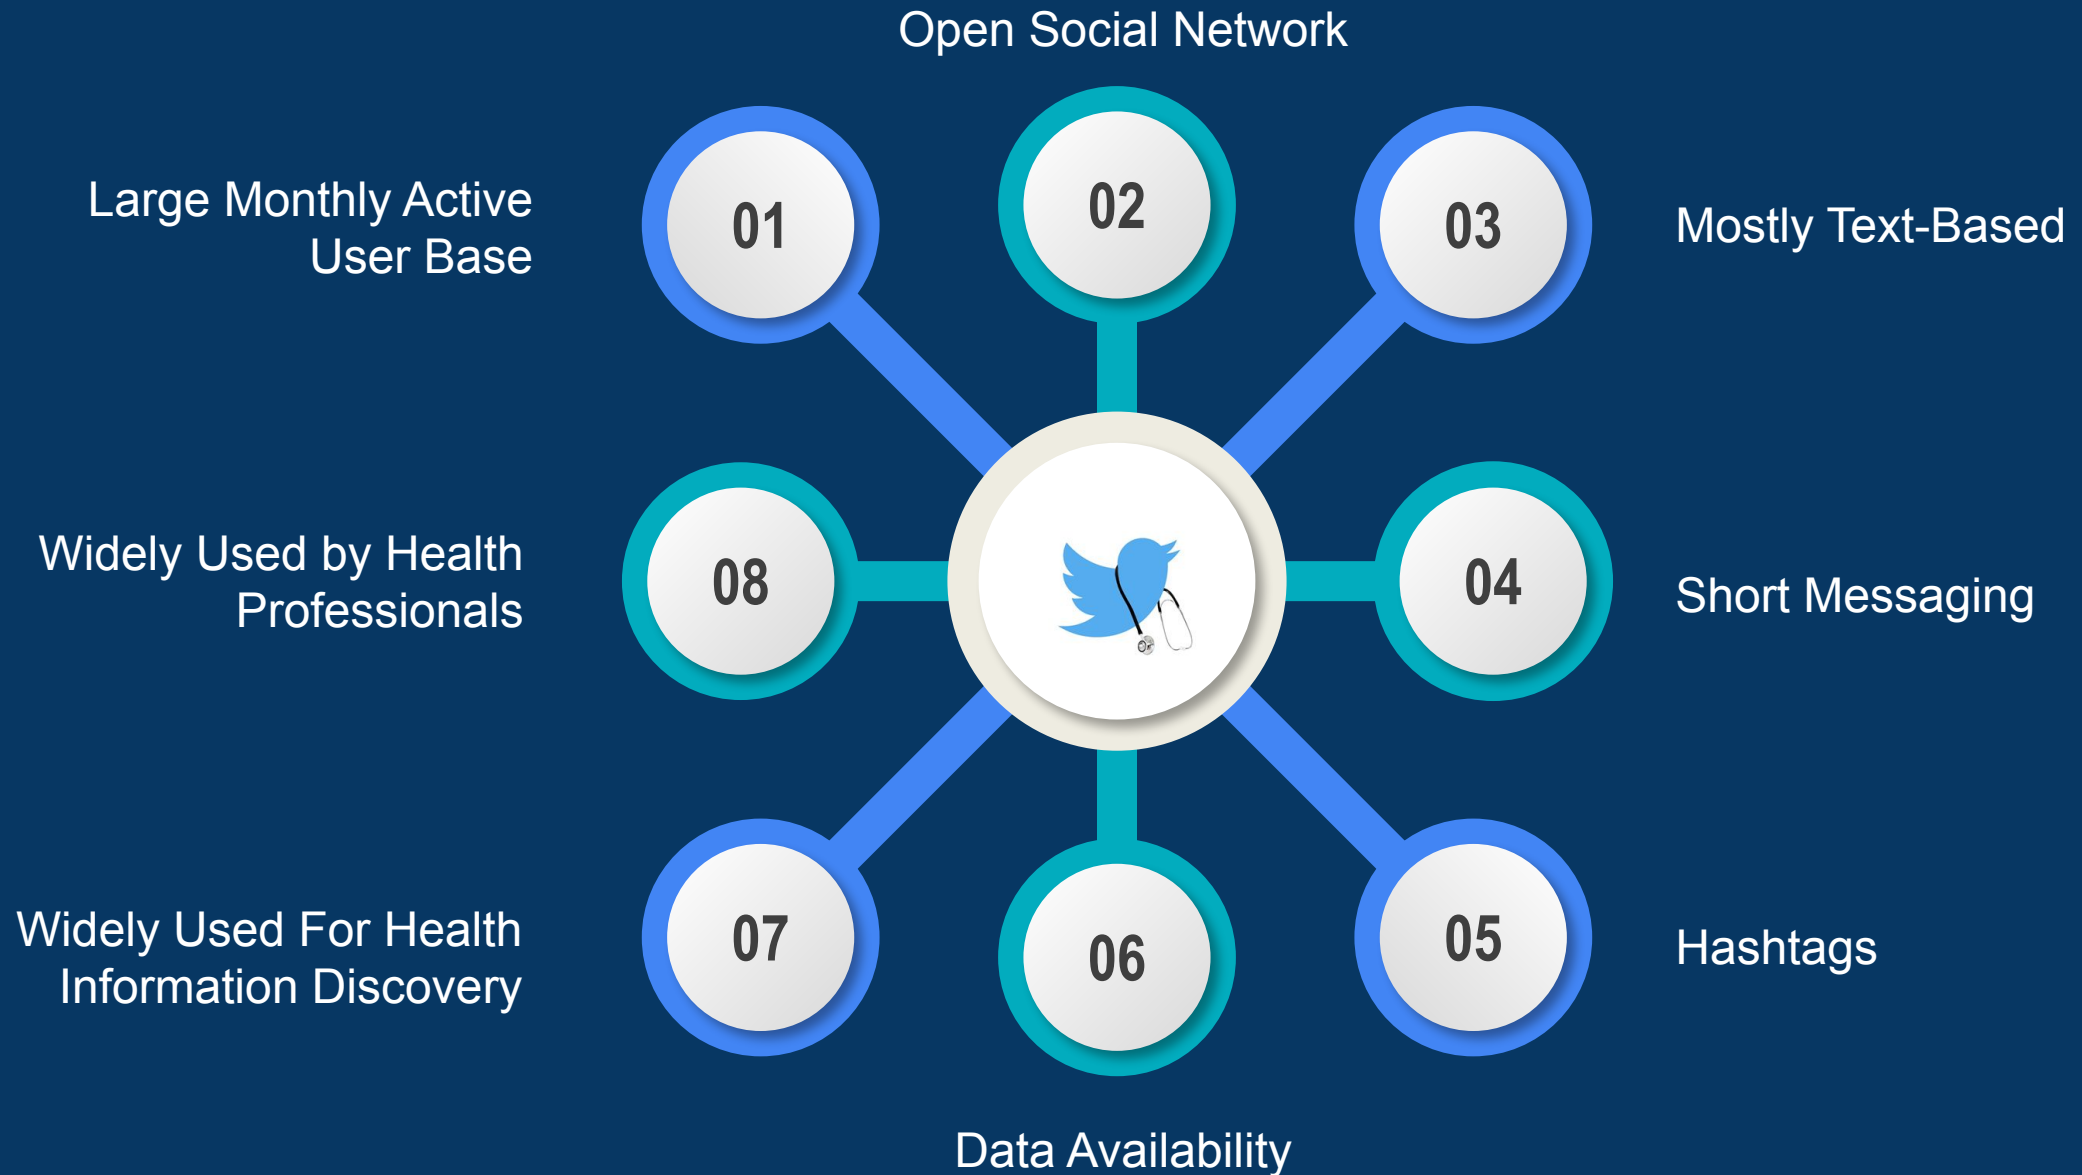 Open Social Network
01
Large Monthly Active
User Base
02
03
Mostly Text-Based
08
Widely Used by Health
Professionals
04
Short Messaging
07
Widely Used For Health
Information Discovery
06
Data Availability
05
Hashtags